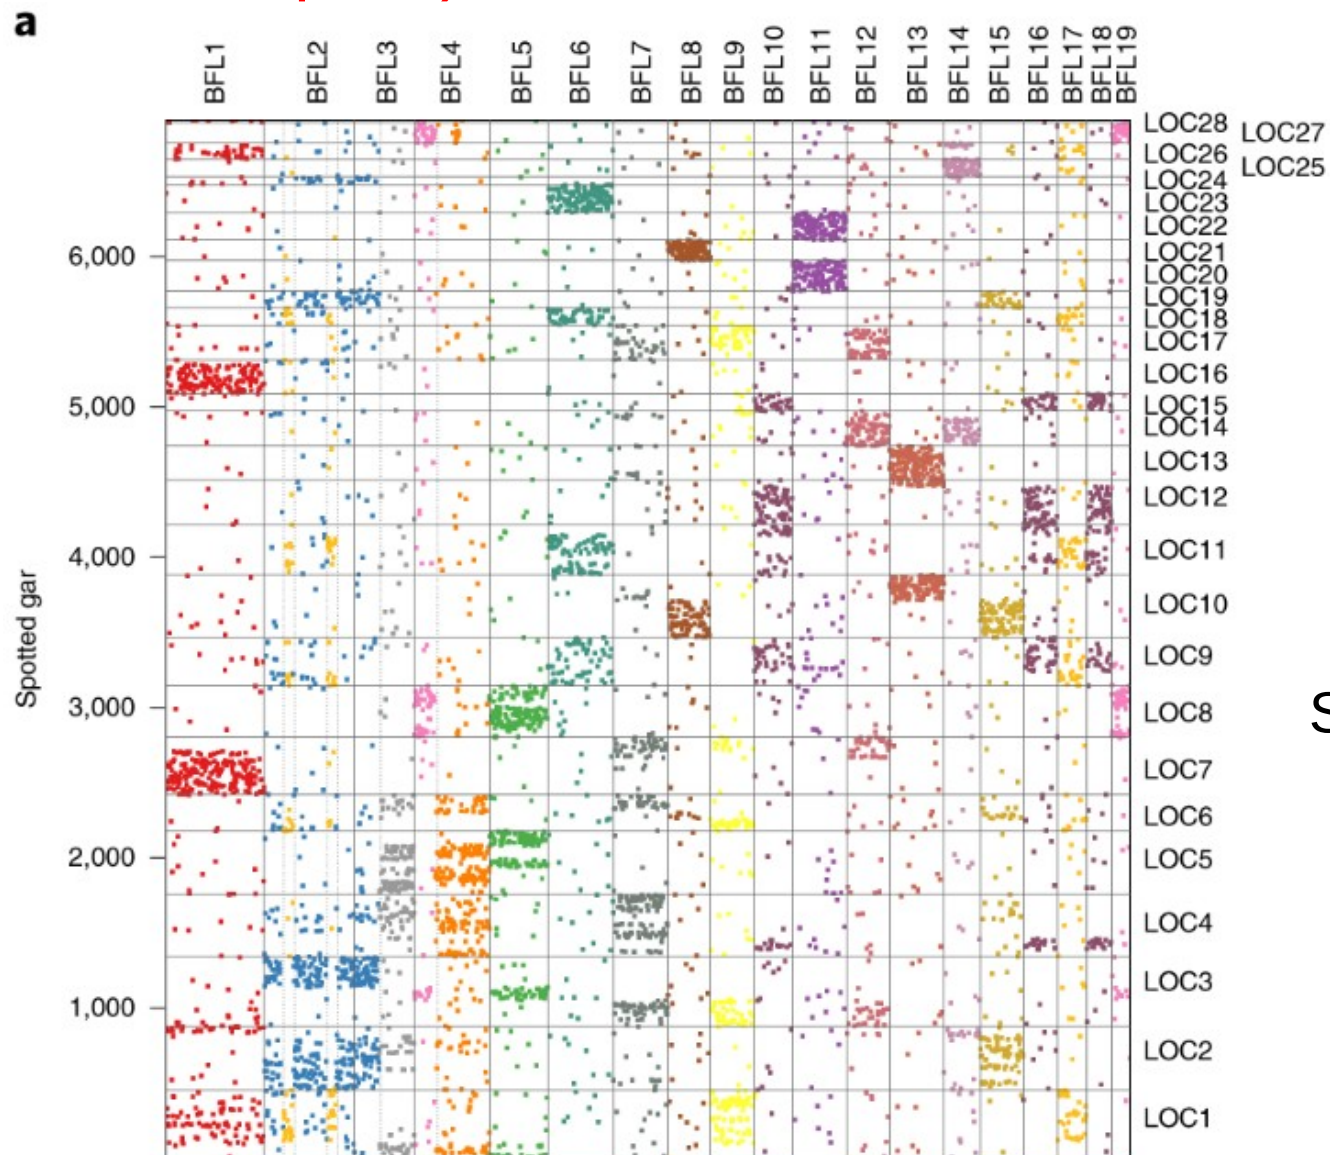 a
BFL1 BFL2 BFL3 BFL4 BFL5 BFL6 BFL7 BFL8 BFL9 BFL10 BFL11 BFL12 BFL13 BFL14 BFL15 BFL16 BFL17 BFL18 BFL19
LOC28
LOC27
LOC26
LOC25
LOC24
LOC23
LOC22
6,000
LOC21
LOC20
LOC19
LOC18
LOC17
LOC16
5,000
LOC15
LOC14
LOC13
LOC12
4,000
LOC11
LOC10
Spotted gar
LOC9
3,000
LOC8
S
LOC7
LOC6
2,000
LOC5
LOC4
LOC3
1,000
LOC2
LOC1